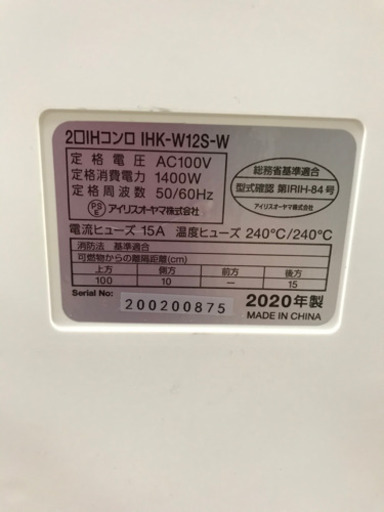 2口IHコンロ IHK-W12S-W
定格電圧 AC100V
定格消費電力 1400W
定格周波数 50/60Hz
PS
E
アイリスオーヤマ株式会社
総務省基準適合
型式確認 第IRIH-84号
アイリスオーヤマ株式会社
電流ヒューズ 15A 温度ヒューズ 240℃/240℃
消防法 基準適合
可燃物からの離隔距離(cm)
上方 側方 前方 後方
100 10 — 15
Serial No: 200200875
2020年製
MADE IN CHINA